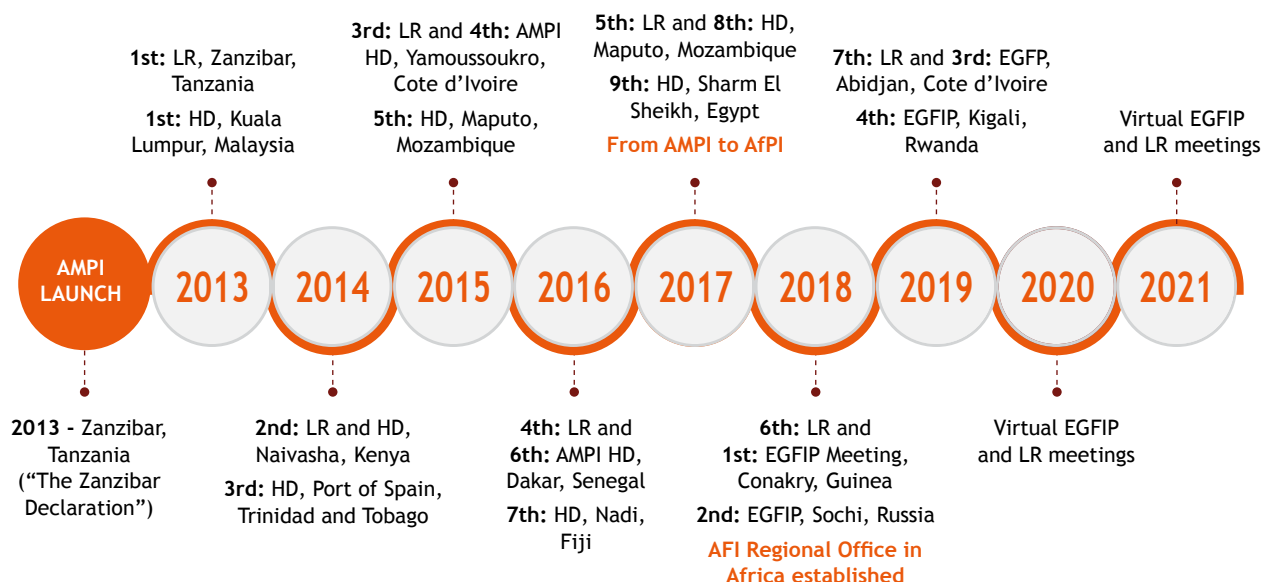 1st: LR, Zanzibar,
Tanzania
1st: HD, Kuala
Lumpur, Malaysia
3rd: LR and 4th: AMPI
HD, Yamoussoukro,
Cote d’Ivoire
5th: HD, Maputo,
Mozambique
5th: LR and 8th: HD,
Maputo, Mozambique
9th: HD, Sharm El
Sheikh, Egypt
From AMPI to AfPI
7th: LR and 3rd: EGFP,
Abidjan, Cote d’Ivoire
4th: EGFIP, Kigali,
Rwanda
Virtual EGFIP
and LR meetings
AMPI
LAUNCH
2013
2014
2015
2016
2017
2018
2019
2020
2021
2013 - Zanzibar,
Tanzania
(“The Zanzibar
Declaration”)
2nd: LR and HD,
Naivasha, Kenya
3rd: HD, Port of Spain,
Trinidad and Tobago
4th: LR and
6th: AMPI HD,
Dakar, Senegal
7th: HD, Nadi,
Fiji
6th: LR and
1st: EGFIP Meeting,
Conakry, Guinea
2nd: EGFIP, Sochi, Russia
AFI Regional Office in
Africa established
Virtual EGFIP
and LR meetings